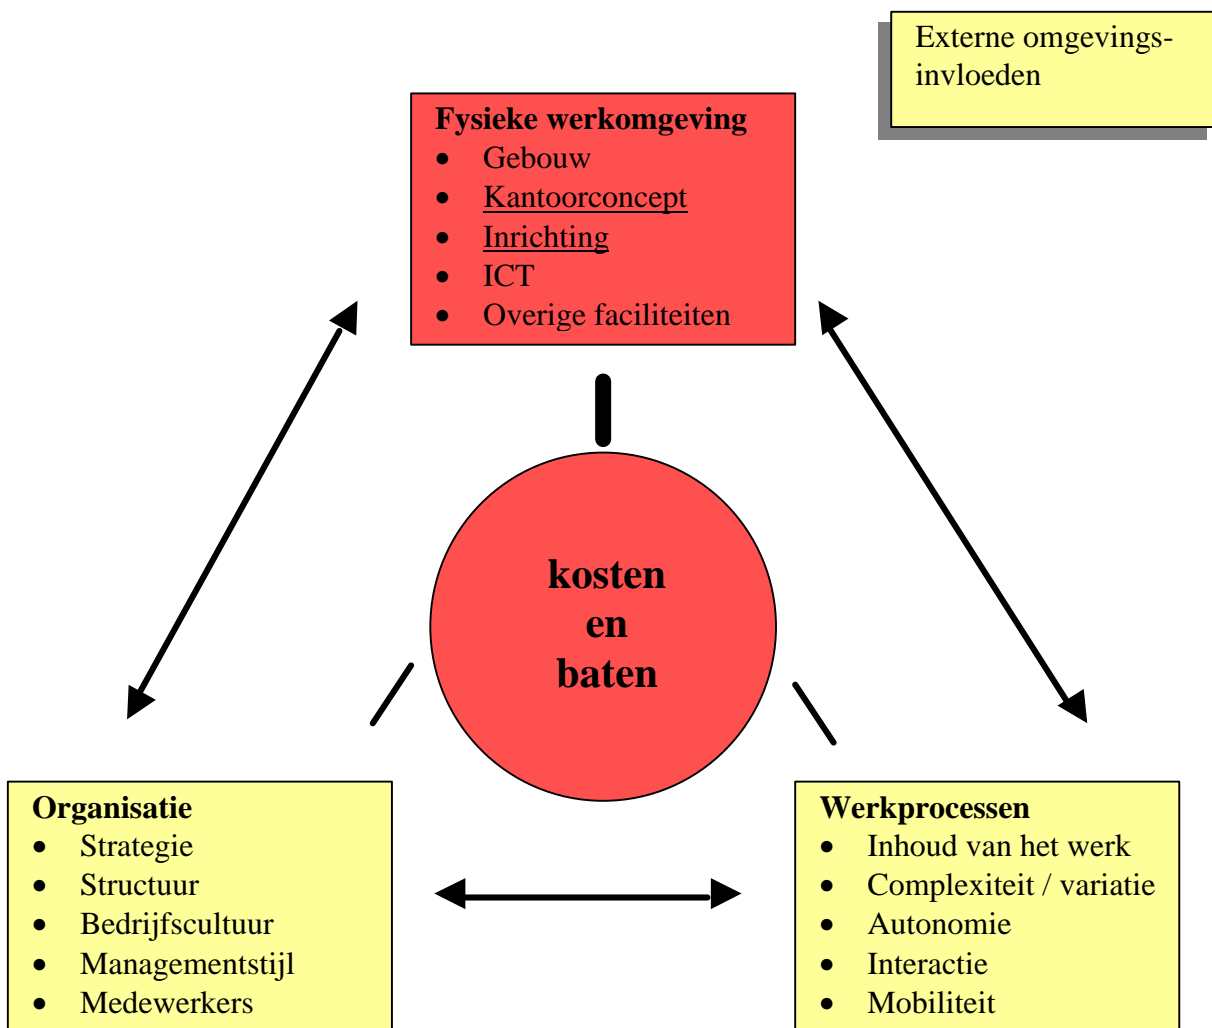 Externe omgevings-
invloeden
Fysieke werkomgeving
• Gebouw
• Kantoorconcept
• Inrichting
• ICT
• Overige faciliteiten
kosten
en
baten
Organisatie
• Strategie
• Structuur
• Bedrijfscultuur
• Managementstijl
• Medewerkers
Werkprocessen
• Inhoud van het werk
• Complexiteit / variatie
• Autonomie
• Interactie
• Mobiliteit